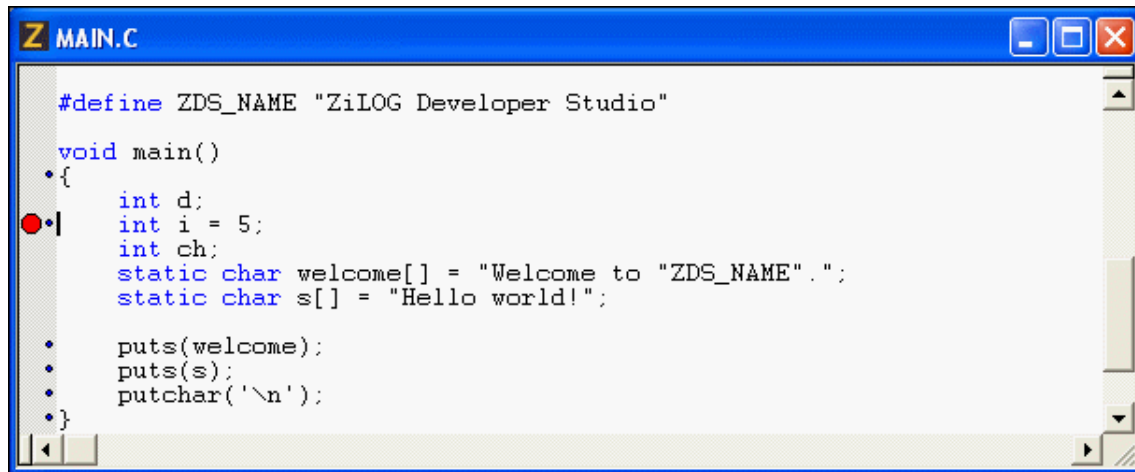 Z MAIN.C
#define ZDS_NAME "ZiLOG Developer Studio"
void main()
{
int d;
int i = 5;
int ch;
static char welcome[] = "Welcome to "ZDS_NAME".";
static char s[] = "Hello world!";
puts(welcome);
puts(s);
putchar('\n');
}